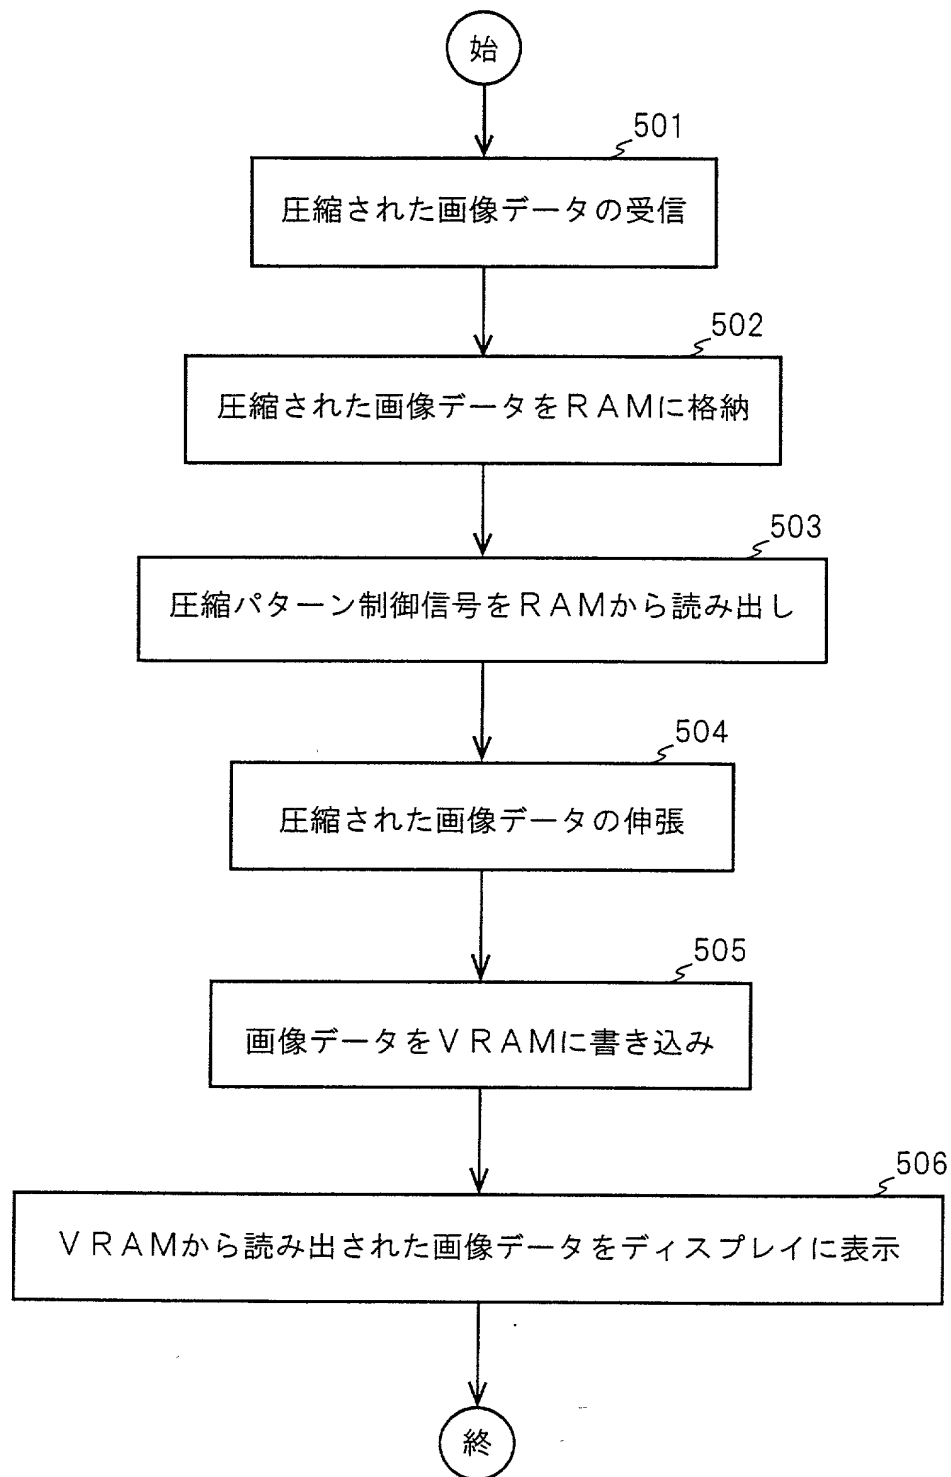 始
501
圧縮された画像データの受信
502
圧縮された画像データをＲＡＭに格納
503
圧縮パターン制御信号をＲＡＭから読み出し
504
圧縮された画像データの伸張
505
画像データをＶＲＡＭに書き込み
506
ＶＲＡＭから読み出された画像データをディスプレイに表示
終